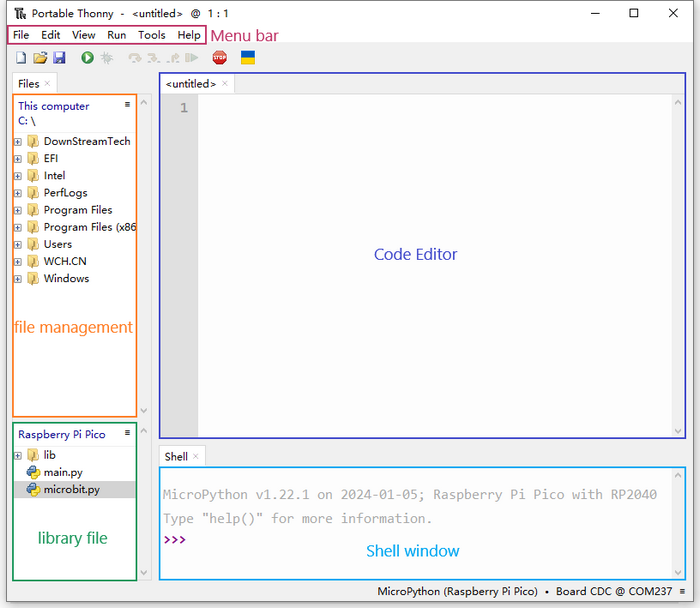 Portable Thonny - <untitled> @ 1 : 1
File Edit View Run Tools Help Menu bar
STOP
Files
This computer
C: \
DownStreamTech
EFI
Intel
PerfLogs
Program Files
Program Files (x86
Users
WCH.CN
Windows
file management
<untitled>
1
Code Editor
Raspberry Pi Pico
lib
main.py
microbit.py
library file
Shell
MicroPython v1.22.1 on 2024-01-05; Raspberry Pi Pico with RP2040
Type "help()" for more information.
>>>
Shell window
MicroPython (Raspberry Pi Pico) • Board CDC @ COM237